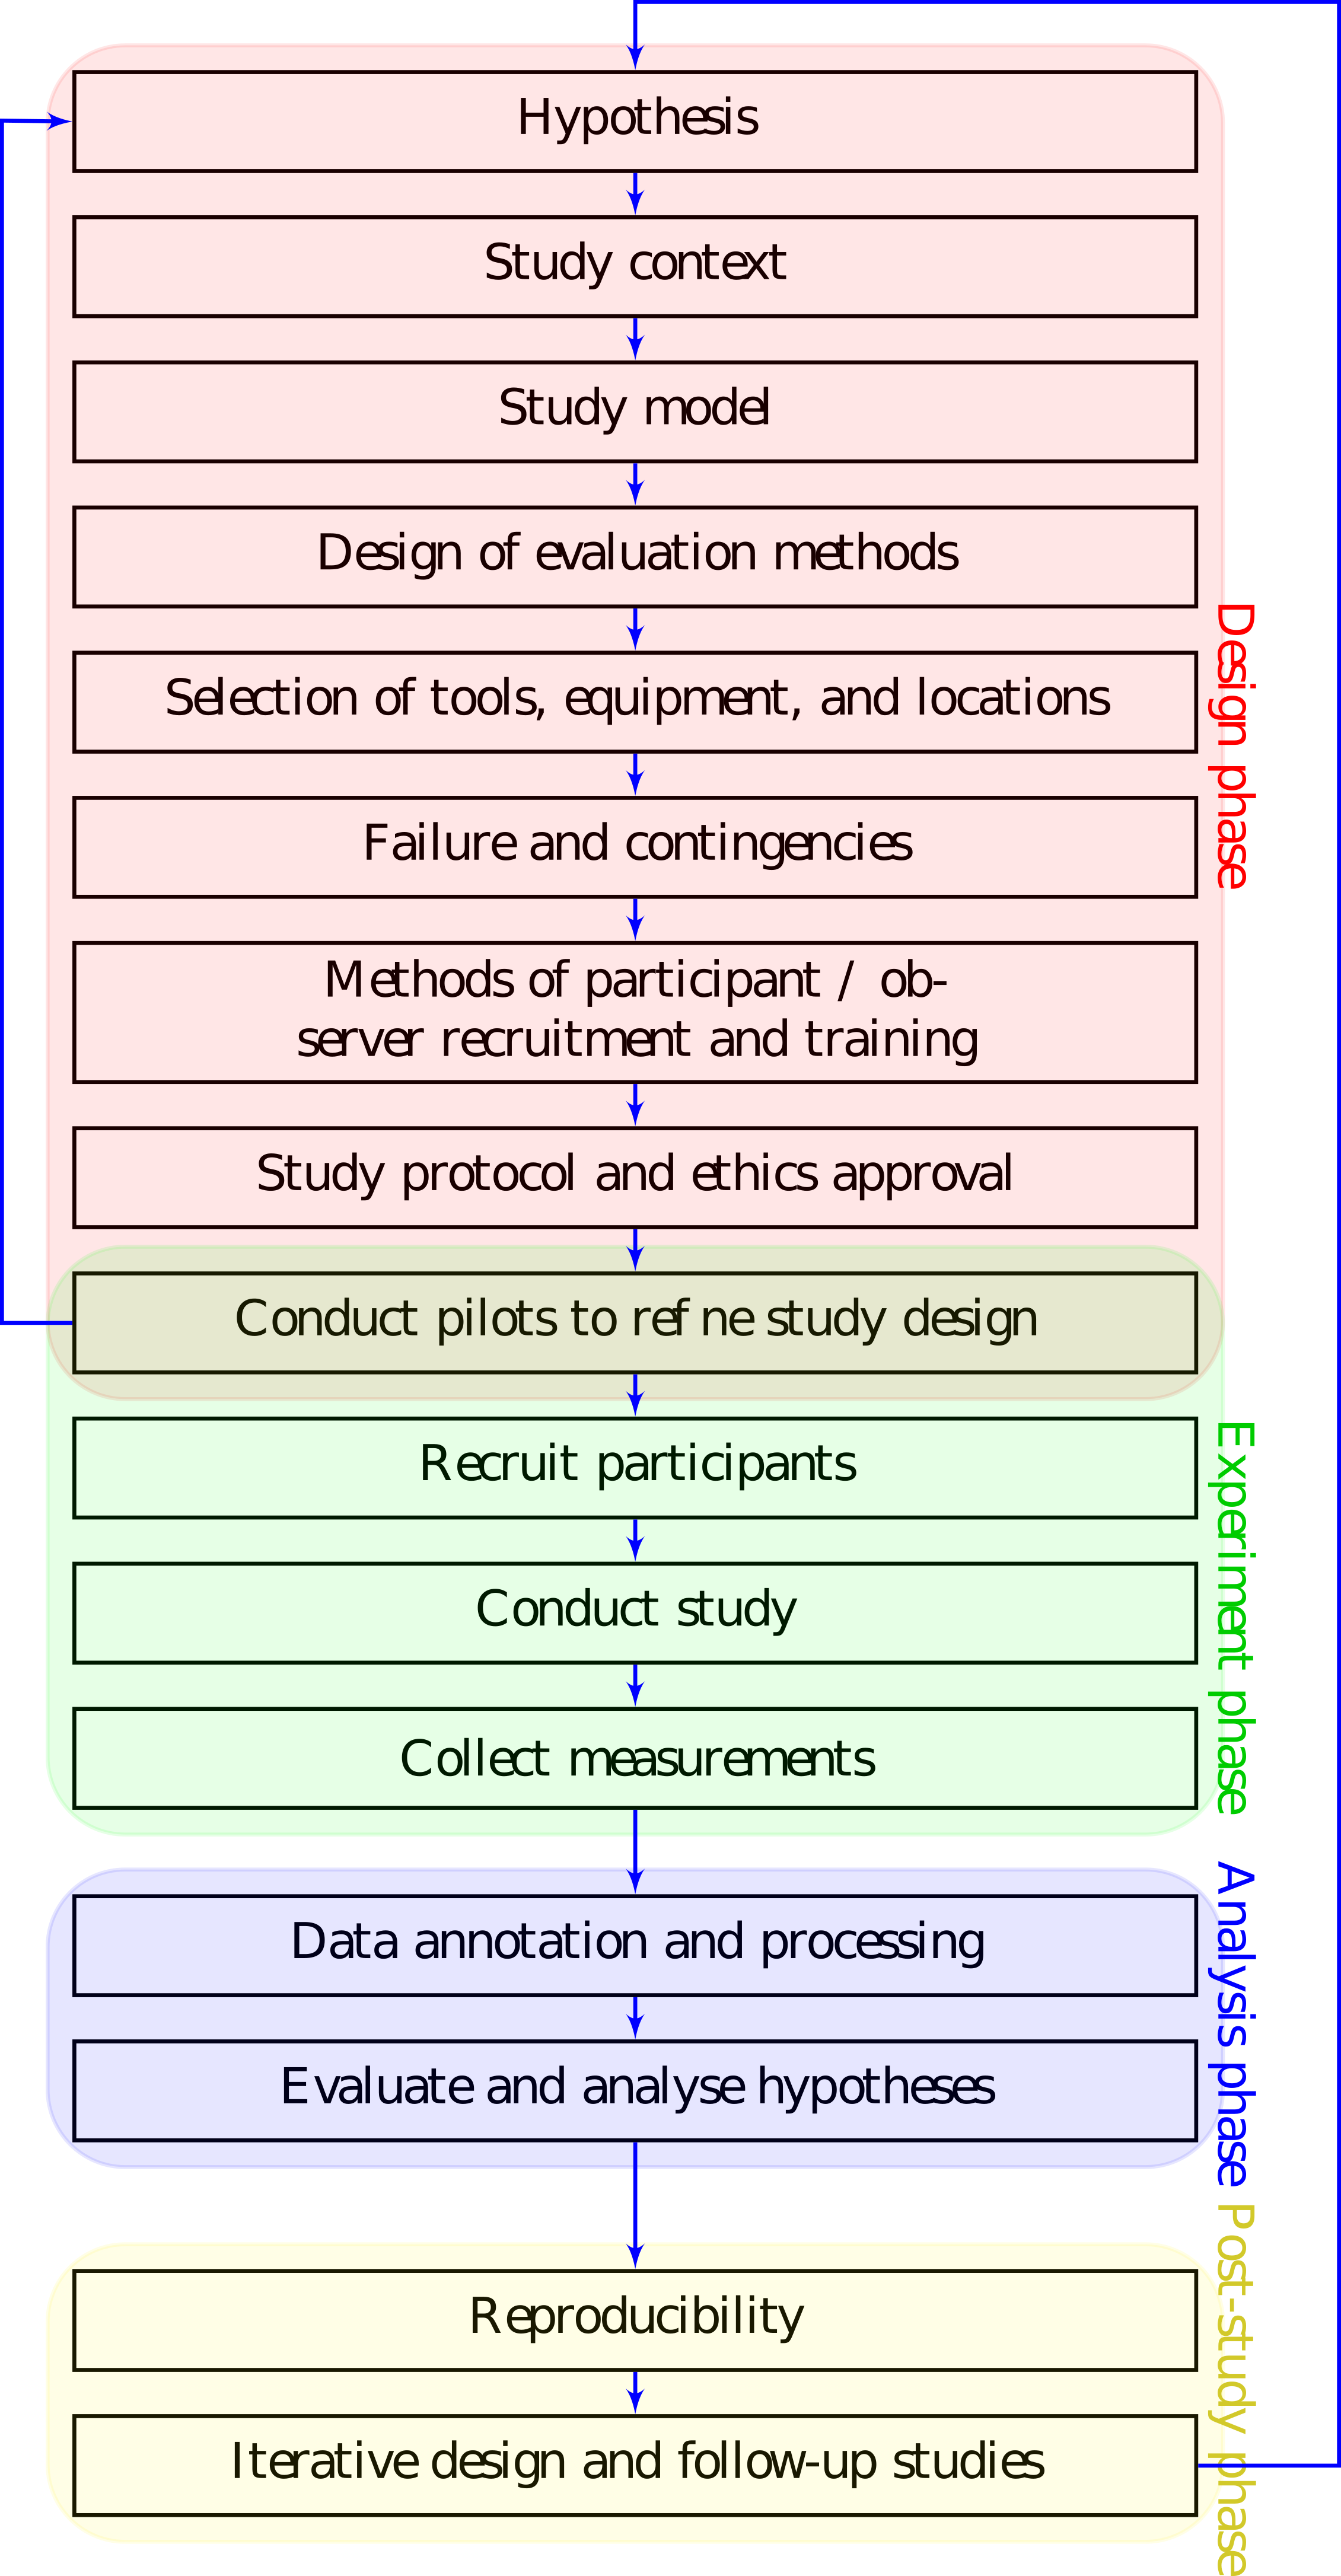 Hypothesis
Study context
Study model
Design of evaluation methods
Selection of tools, equipment, and locations
Failure and contingencies
Methods of participant / ob-
server recruitment and training
Study protocol and ethics approval
Conduct pilots to ref ne study design
Recruit participants
Conduct study
Collect measurements
Data annotation and processing
Evaluate and analyse hypotheses
Reproducibility
Iterative design and follow-up studies
Design phase
Experiment phase
Analysis phase
Post-study phase